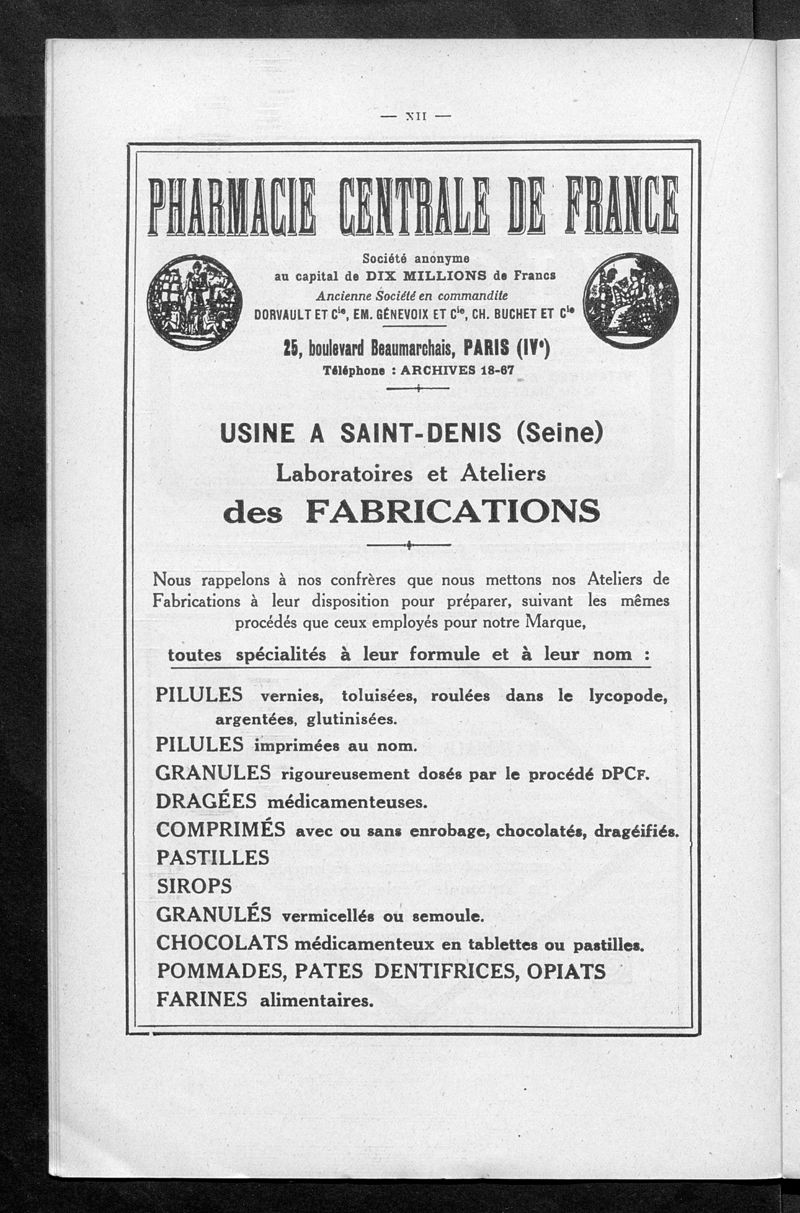 — XII —
PHARMACIE CENTRALE DE FRANCE
Société anonyme
au capital de DIX MILLIONS de Francs
Ancienne Société en commandite
DORVAULT ET Cie, EM. GÉNEVOIX ET Cie, CH. BUCHET ET Cie
25, boulevard Beaumarchais, PARIS (IVe)
Téléphone : ARCHIVES 18-67
USINE A SAINT-DENIS (Seine)
Laboratoires et Ateliers
des FABRICATIONS
Nous rappelons à nos confrères que nous mettons nos Ateliers de
Fabrications à leur disposition pour préparer, suivant les mêmes
procédés que ceux employés pour notre Marque,
toutes spécialités à leur formule et à leur nom :
PILULES vernies, toluisées, roulées dans le lycopode,
argentées, glutinisées.
PILULES imprimées au nom.
GRANULES rigoureusement dosés par le procédé DPCF.
DRAGÉES médicamenteuses.
COMPRIMÉS avec ou sans enrobage, chocolatés, dragéifiés.
PASTILLES
SIROPS
GRANULÉS vermicellés ou semoule.
CHOCOLATS médicamenteux en tablettes ou pastilles.
POMMADES, PATES DENTIFRICES, OPIATS
FARINES alimentaires.